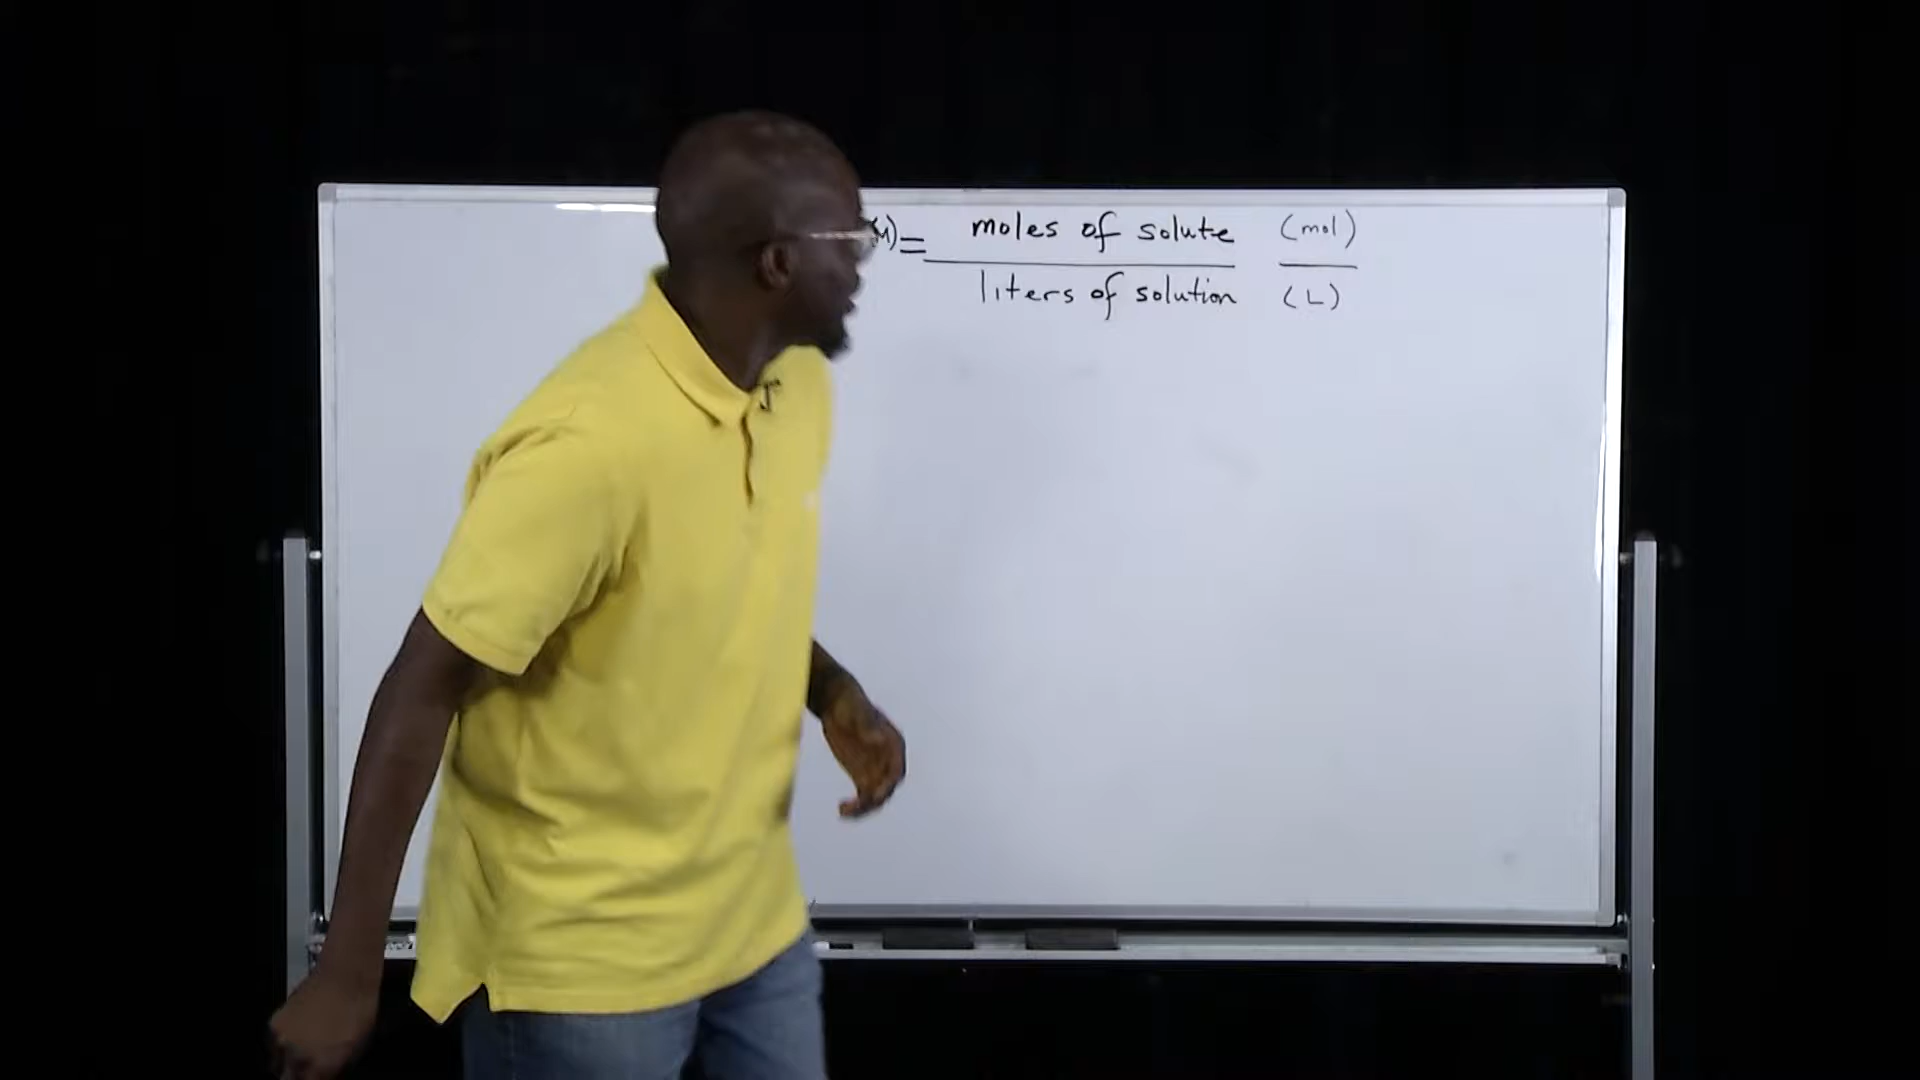 M) = moles of solute (mol)
liters of solution (L)